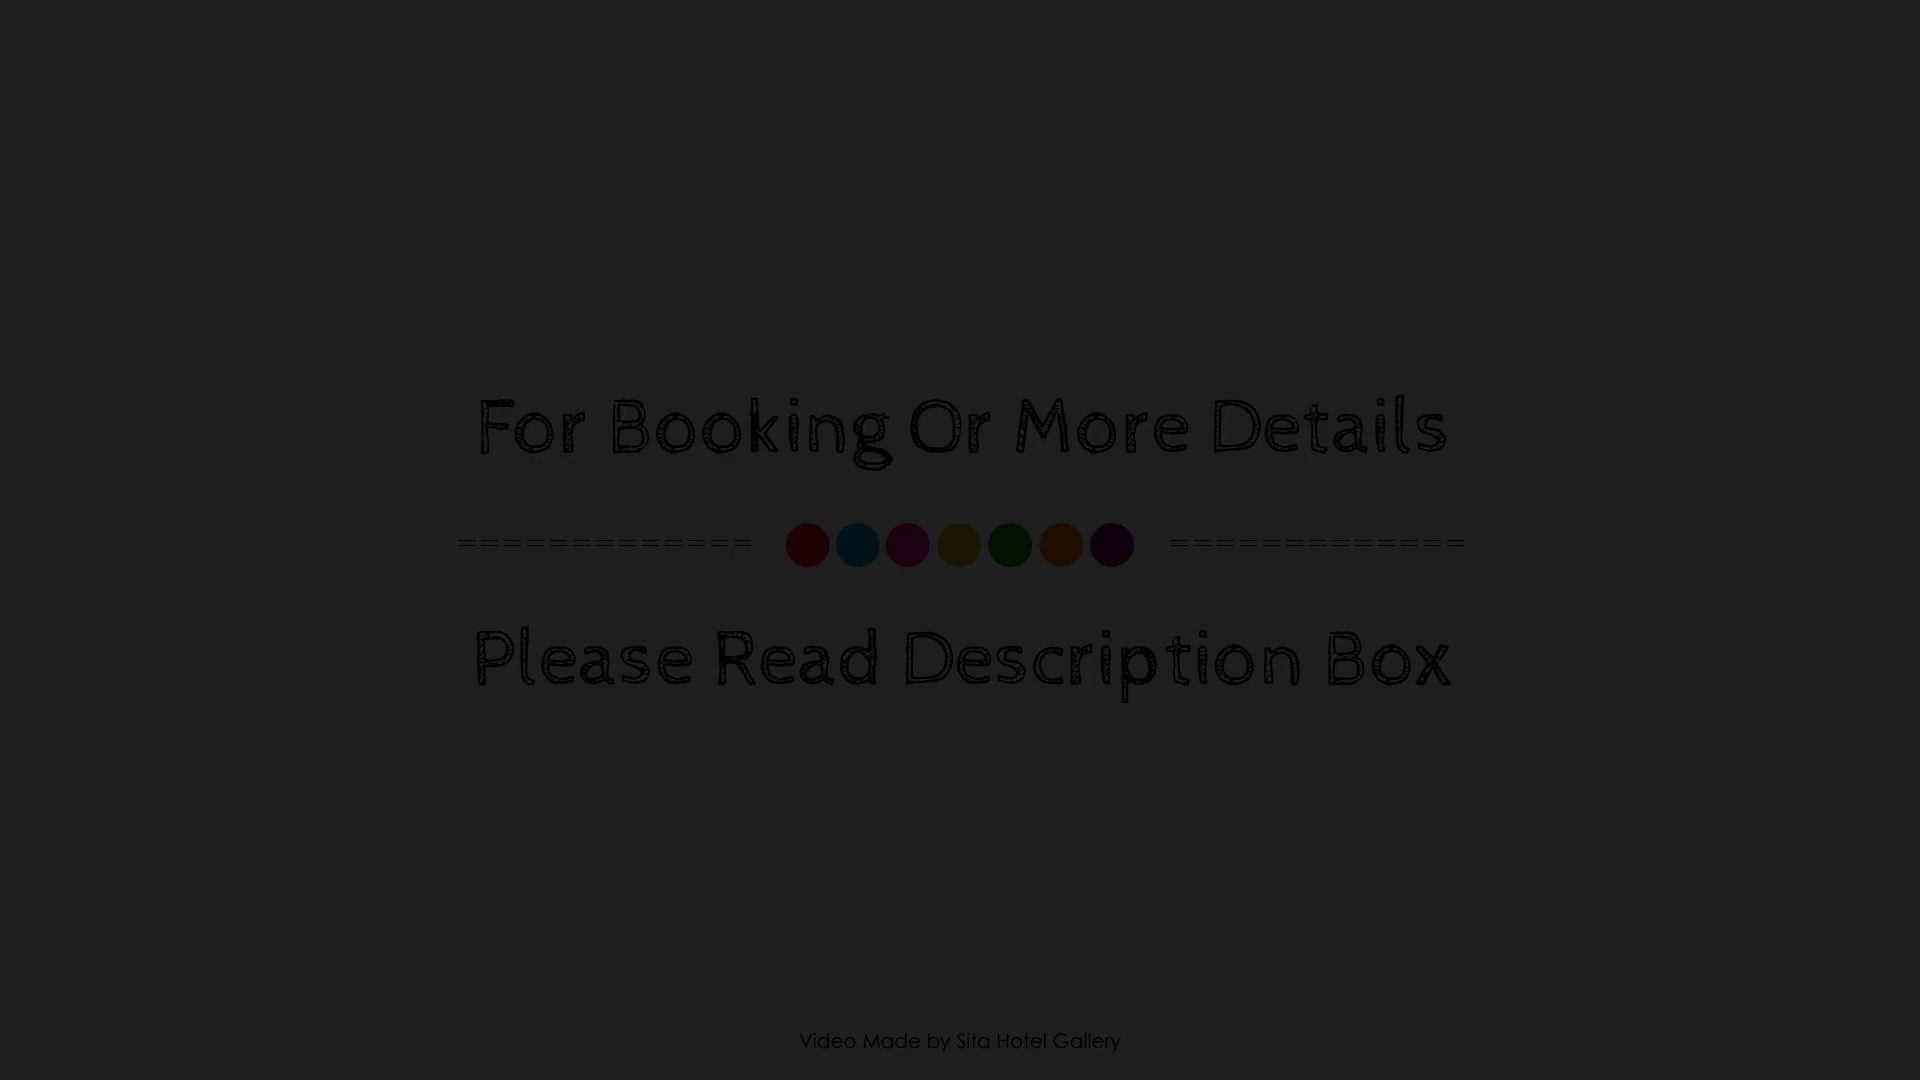 For Booking Or More Details
============= =============
Please Read Description Box
Video Made by Sita Hotel Gallery